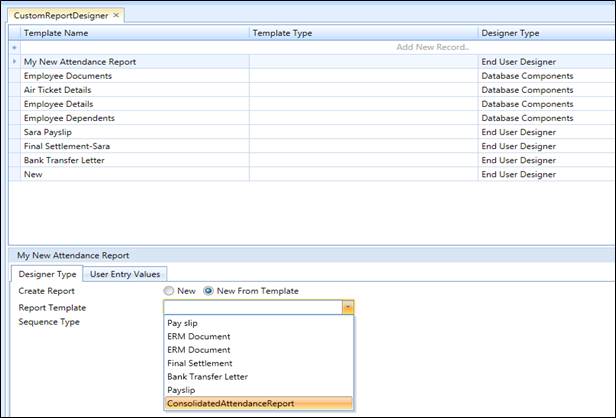 CustomReportDesigner ×
Template Name Template Type Designer Type
Add New Record..
My New Attendance Report End User Designer
Employee Documents Database Components
Air Ticket Details Database Components
Employee Details Database Components
Employee Dependents Database Components
Sara Payslip End User Designer
Final Settlement-Sara End User Designer
Bank Transfer Letter End User Designer
New End User Designer
My New Attendance Report
Designer Type User Entry Values
Create Report New New From Template
Report Template
Sequence Type
Pay slip
ERM Document
ERM Document
Final Settlement
Bank Transfer Letter
Payslip
ConsolidatedAttendanceReport